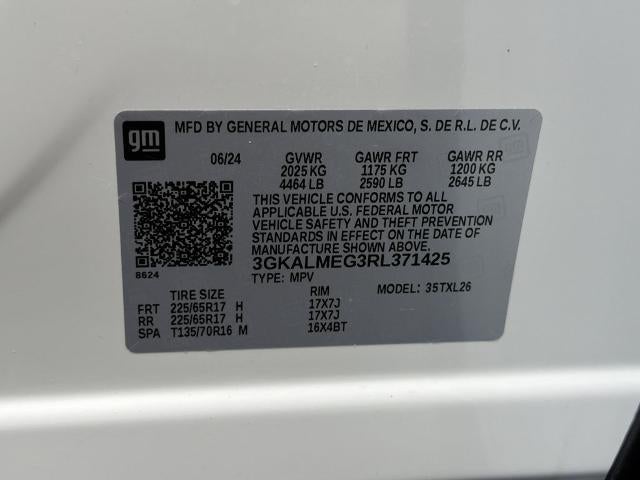 gm MFD BY GENERAL MOTORS DE MEXICO, S. DE R.L. DE C.V.
06/24 GVWR GAWR FRT GAWR RR
2025 KG 1175 KG 1200 KG
4464 LB 2590 LB 2645 LB
THIS VEHICLE CONFORMS TO ALL
APPLICABLE U.S. FEDERAL MOTOR
VEHICLE SAFETY AND THEFT PREVENTION
STANDARDS IN EFFECT ON THE DATE OF
MANUFACTURE SHOWN ABOVE.
3GKALMEG3RL371425
8624 TYPE: MPV MODEL: 35TXL26
TIRE SIZE RIM
FRT 225/65R17 H 17X7J
RR 225/65R17 H 17X7J
SPA T135/70R16 M 16X4BT